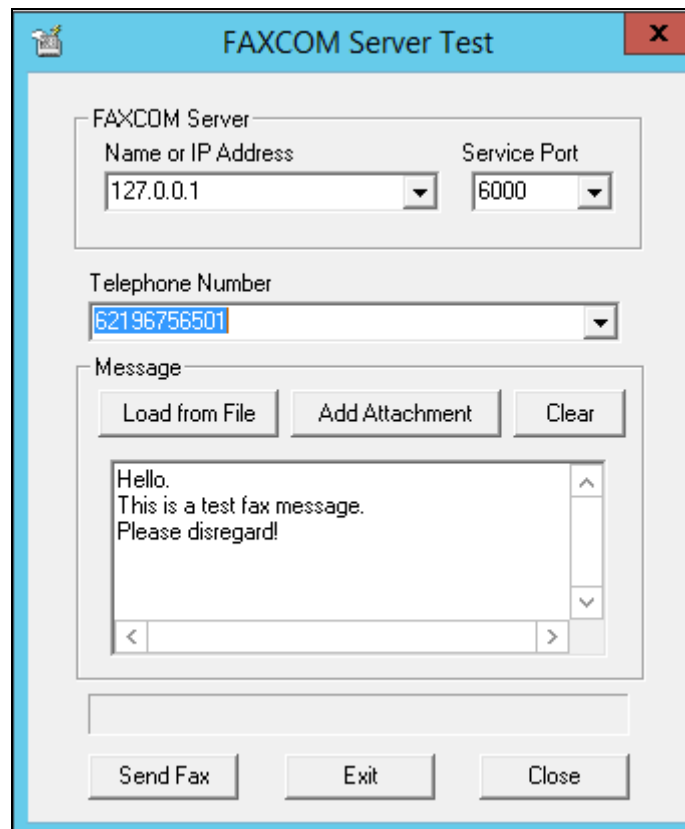 FAXCOM Server Test
x
FAXCOM Server
Name or IP Address Service Port
127.0.0.1 6000
Telephone Number
62196756501
Message
Load from File Add Attachment Clear
Hello.
This is a test fax message.
Please disregard!
Send Fax Exit Close